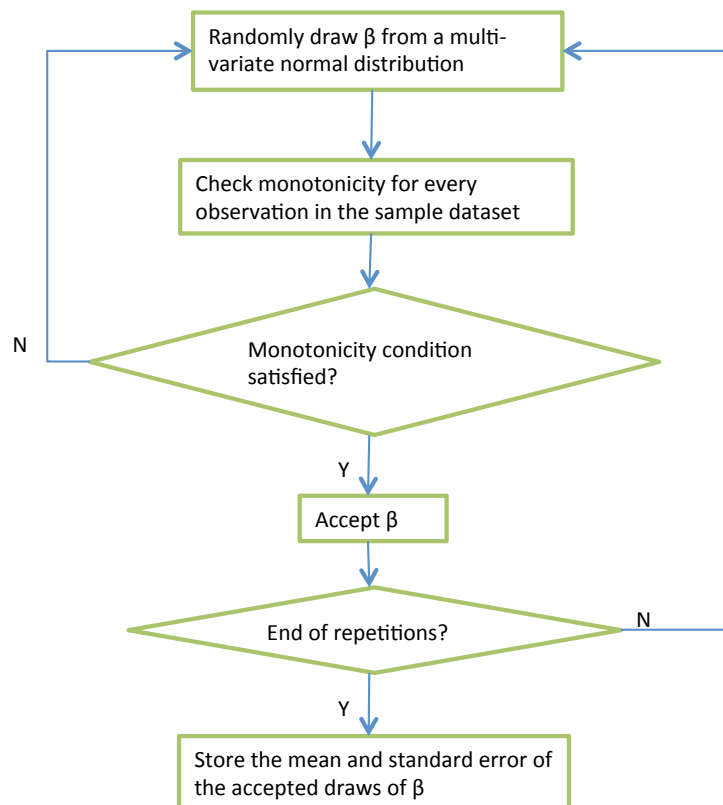 Randomly draw β from a multi-
variate normal distribution
Check monotonicity for every
observation in the sample dataset
N
Monotonicity condition
satisfied?
Y
Accept β
End of repetitions?
N
Y
Store the mean and standard error of
the accepted draws of β